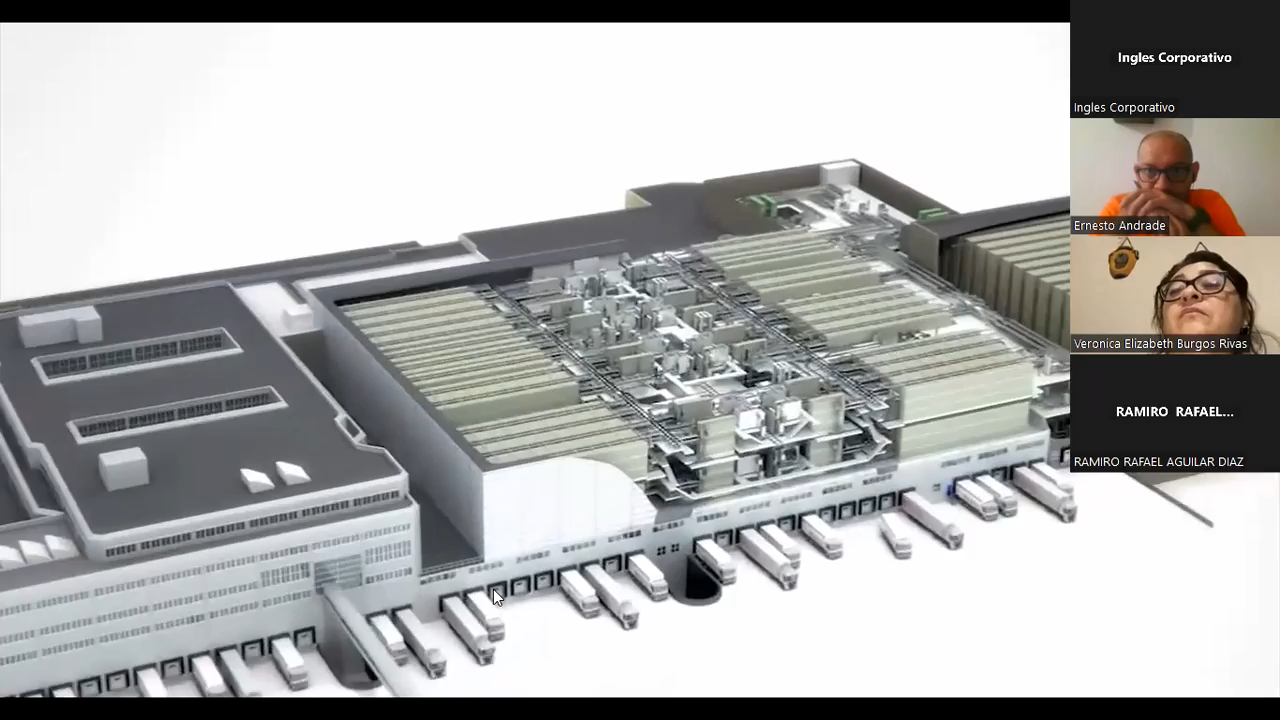 Ingles Corporativo
Ingles Corporativo
Ernesto Andrade
Veronica Elizabeth Burgos Rivas
RAMIRO RAFAEL...
RAMIRO RAFAEL AGUILAR DIAZ